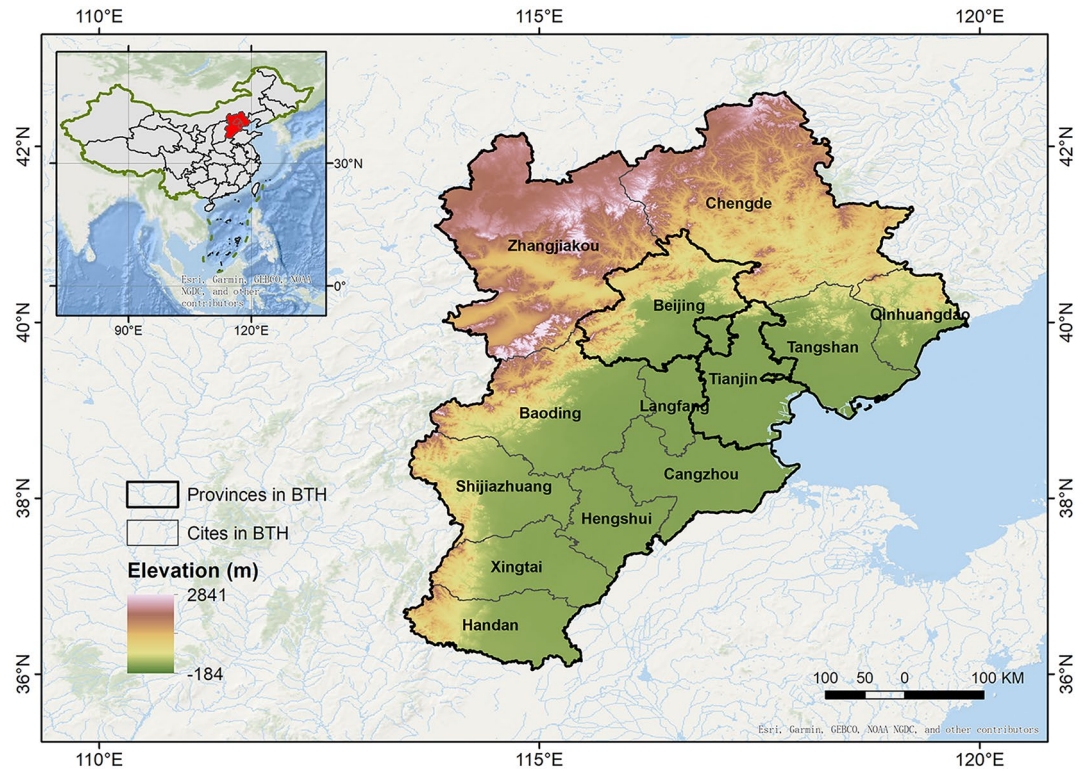 110°E
115°E
120°E
42°N
42°N
30°N
Chengde
Zhangjiakou
Esri, Garmin, GEBCO, NOAA
NGDC, and other
contributors
0°
Beijing
Qinhuangdao
40°N
40°N
90°E
120°E
Tangshan
Tianjin
Langfang
Baoding
Cangzhou
Shijiazhuang
38°N
38°N
Provinces in BTH
Hengshui
Cites in BTH
Xingtai
Elevation (m)
2841
Handan
-184
36°N
36°N
100 50 0 100 KM
Esri, Garmin, GEBCO, NOAA NGDC, and other contributors
110°E
115°E
120°E